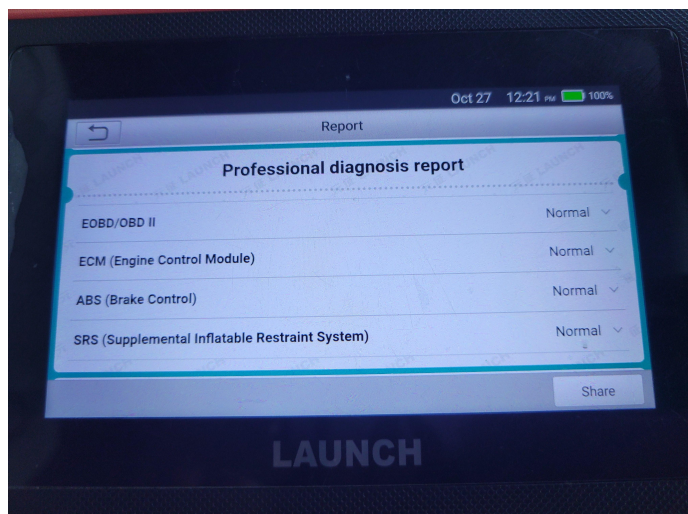 Oct 27 12:21 PM 100%
Report
Professional diagnosis report
EOBD/OBD II Normal
ECM (Engine Control Module) Normal
ABS (Brake Control) Normal
SRS (Supplemental Inflatable Restraint System) Normal
Share
LAUNCH